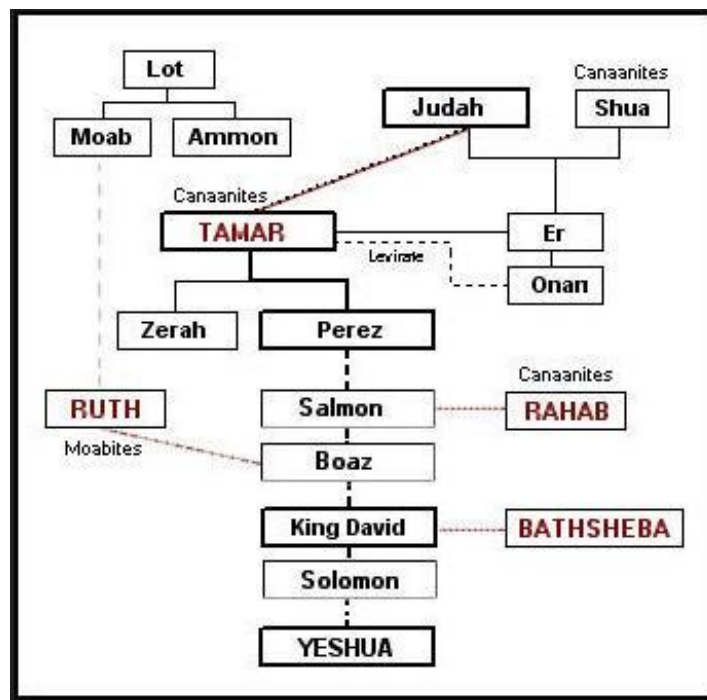 Lot
Canaanites
Judah
Shua
Moab
Ammon
Canaanites
TAMAR
Er
Levirate
Onan
Zerah
Perez
Canaanites
RUTH
Salmon
RAHAB
Moabites
Boaz
King David
BATHSHEBA
Solomon
YESHUA